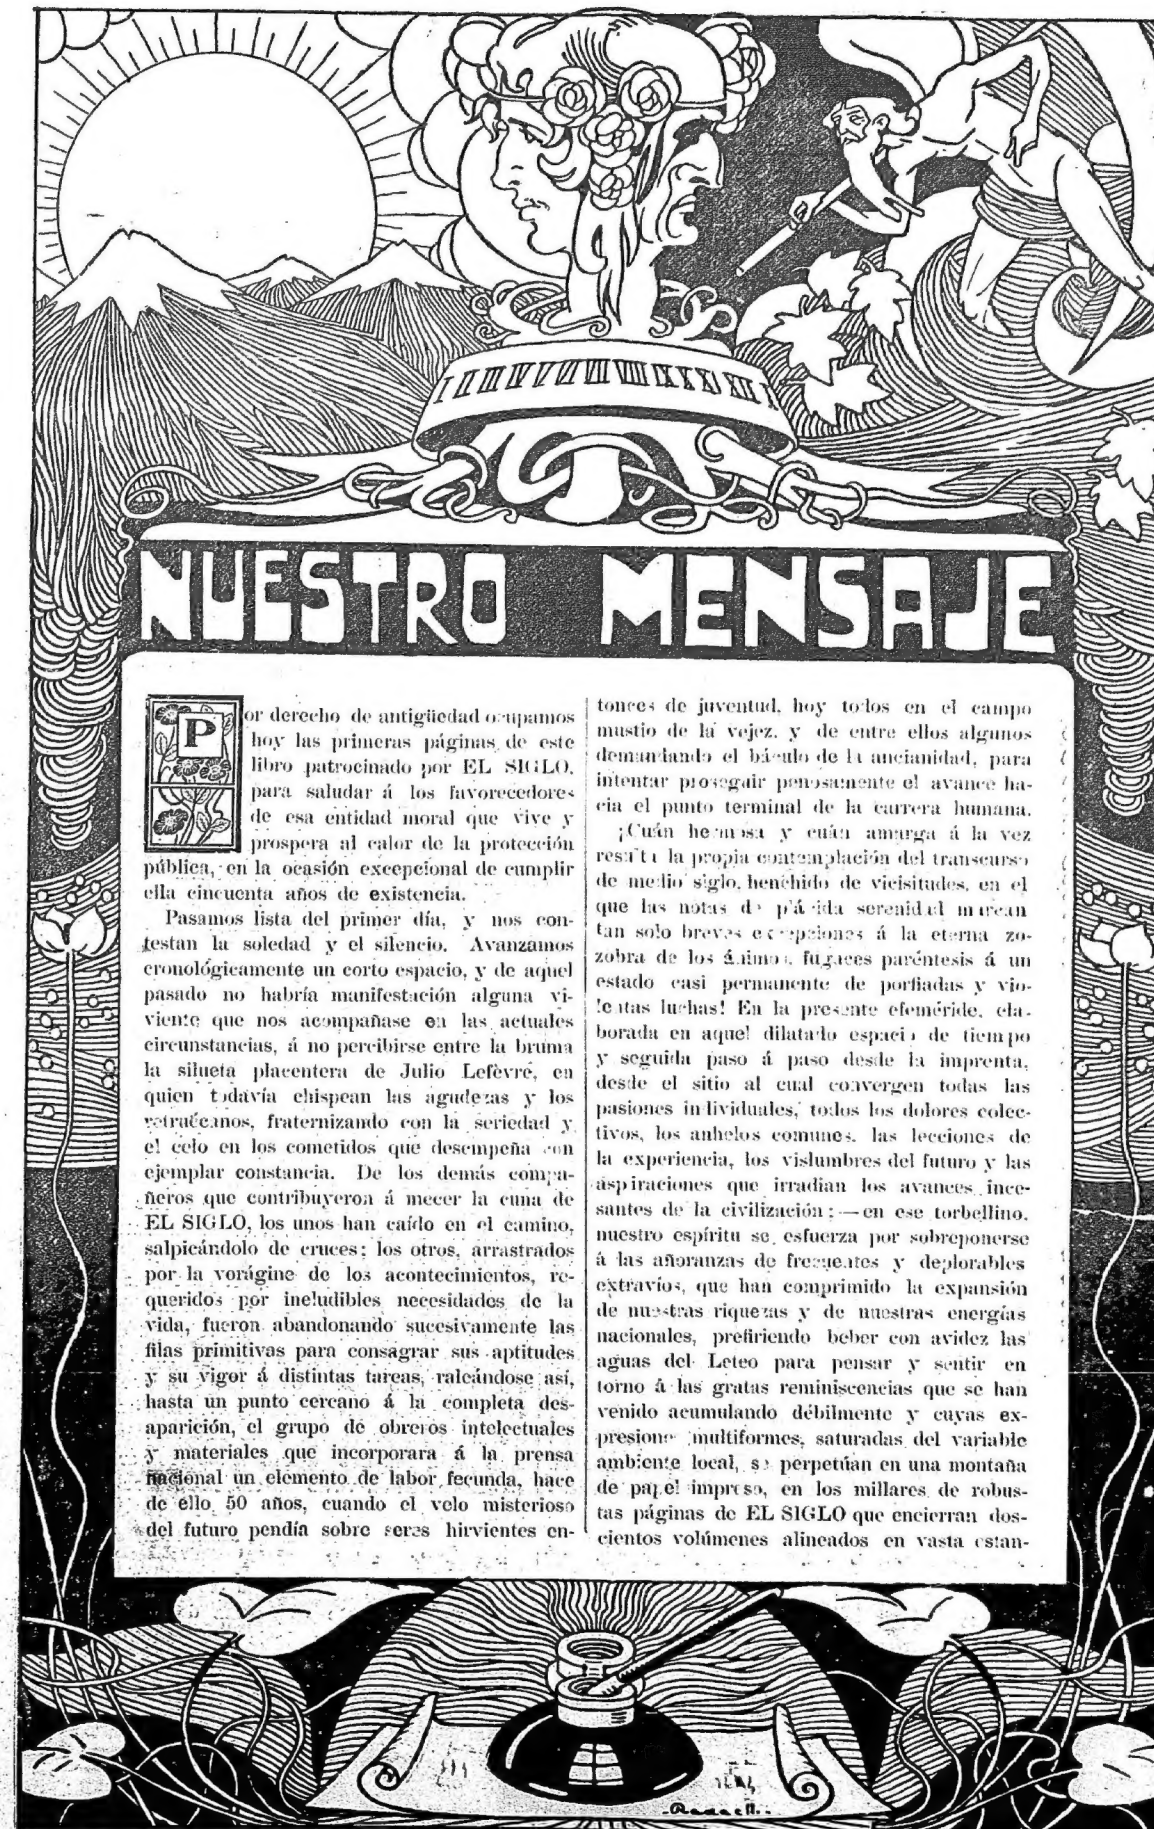 I II III IV V VI VII VIII IX X XI XII I
NUESTRO MENSAJE
Por derecho de antigüedad ocupamos
hoy las primeras páginas de este
libro patrocinado por EL SIGLO,
para saludar á los favorecedores
de esa entidad moral que vive y
prospera al calor de la protección
pública, en la ocasión excepcional de cumplir
ella cincuenta años de existencia.
Pasamos lista del primer día, y nos con-
testan la soledad y el silencio. Avanzamos
cronológicamente un corto espacio, y de aquel
pasado no habría manifestación alguna vi-
viente que nos acompañase en las actuales
circunstancias, á no percibirse entre la bruma
la silueta placentera de Julio Lefèvre, en
quien todavía chispean las agudezas y los
retruécanos, fraternizando con la seriedad y
el celo en los cometidos que desempeña con
ejemplar constancia. De los demás compa-
ñeros que contribuyeron á mecer la cuna de
EL SIGLO, los unos han caído en el camino,
salpicándolo de cruces; los otros, arrastrados
por la vorágine de los acontecimientos, re-
queridos por ineludibles necesidades de la
vida, fueron abandonando sucesivamente las
filas primitivas para consagrar sus aptitudes
y su vigor á distintas tareas, raleándose así,
hasta un punto cercano á la completa des-
aparición, el grupo de obreros intelectuales
y materiales que incorporara á la prensa
nacional un elemento de labor fecunda, hace
de ello 50 años, cuando el velo misterioso
del futuro pendía sobre seres hirvientes en-
tonces de juventud, hoy todos en el campo
mustio de la vejez, y de entre ellos algunos
demandando el báculo de la ancianidad, para
intentar proseguir penosamente el avance ha-
cia el punto terminal de la carrera humana.
¡Cuán hermosa y cuán amarga á la vez
resulta la propia contemplación del transcurso
de medio siglo, henchido de vicisitudes, en el
que las notas de plácida serenidad marcan
tan solo breves excepciones á la eterna zo-
zobra de los ánimos, fugaces paréntesis á un
estado casi permanente de porfiadas y vio-
lentas luchas! En la presente efeméride, ela-
borada en aquel dilatado espacio de tiempo
y seguida paso á paso desde la imprenta,
desde el sitio al cual convergen todas las
pasiones individuales, todos los dolores colec-
tivos, los anhelos comunes, las lecciones de
la experiencia, los vislumbres del futuro y las
aspiraciones que irradian los avances ince-
santes de la civilización; — en ese torbellino,
nuestro espíritu se esfuerza por sobreponerse
á las añoranzas de frecuentes y deplorables
extravíos, que han comprimido la expansión
de nuestras riquezas y de nuestras energías
nacionales, prefiriendo beber con avidez las
aguas del Leteo para pensar y sentir en
torno á las gratas reminiscencias que se han
venido acumulando débilmente y cuyas ex-
presiones multiformes, saturadas del variable
ambiente local, se perpetúan en una montaña
de papel impreso, en los millares de robus-
tas páginas de EL SIGLO que encierran dos-
cientos volúmenes alineados en vasta estan-